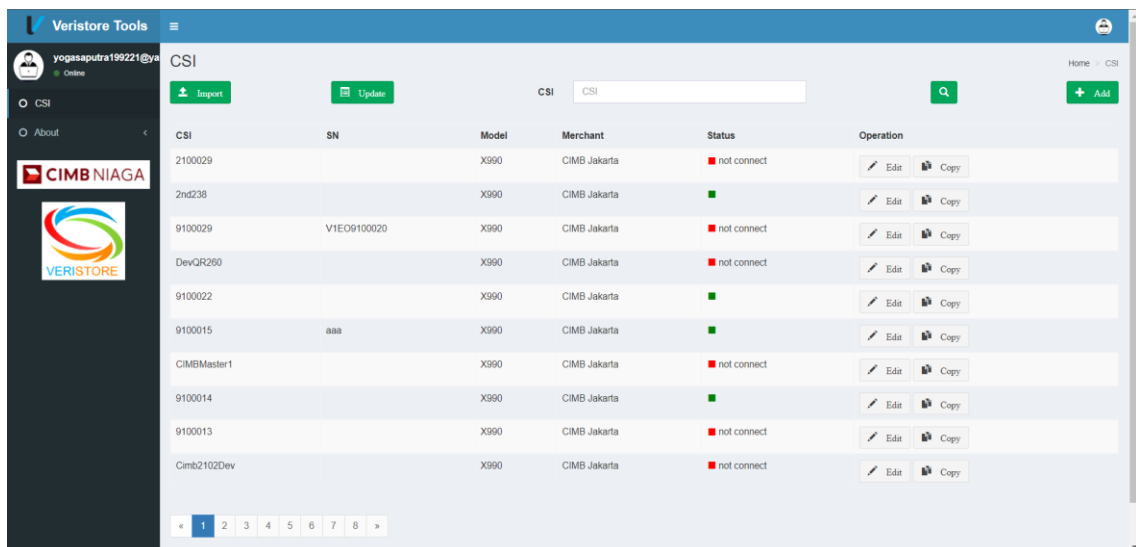 Veristore Tools
yogasaputra199221@ya
Online
CSI
About
CIMB NIAGA
VERISTORE
CSI
Home > CSI
Import Update CSI CSI Add
CSI SN Model Merchant Status Operation
2100029 X990 CIMB Jakarta not connect Edit Copy
2nd238 X990 CIMB Jakarta Edit Copy
9100029 V1EO9100020 X990 CIMB Jakarta not connect Edit Copy
DevQR260 X990 CIMB Jakarta not connect Edit Copy
9100022 X990 CIMB Jakarta Edit Copy
9100015 aaa X990 CIMB Jakarta Edit Copy
CIMBMaster1 X990 CIMB Jakarta not connect Edit Copy
9100014 X990 CIMB Jakarta Edit Copy
9100013 X990 CIMB Jakarta not connect Edit Copy
Cimb2102Dev X990 CIMB Jakarta not connect Edit Copy
« 1 2 3 4 5 6 7 8 »